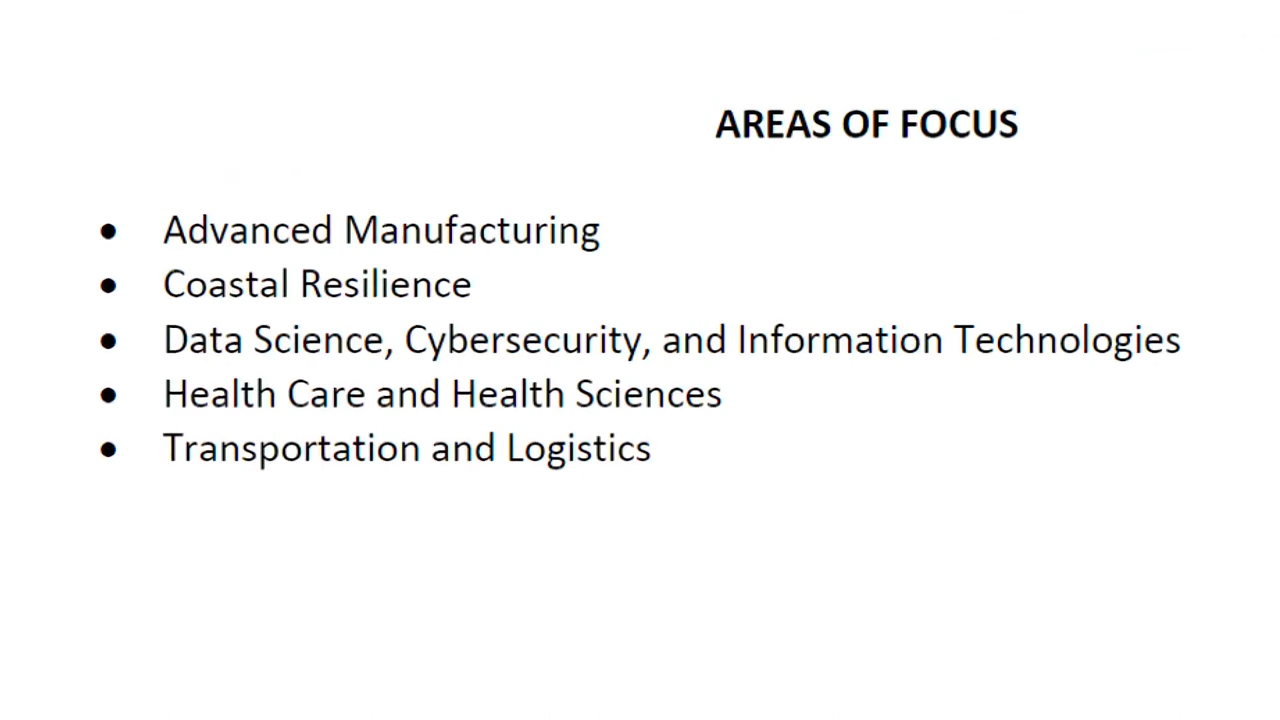 AREAS OF FOCUS
• Advanced Manufacturing
• Coastal Resilience
• Data Science, Cybersecurity, and Information Technologies
• Health Care and Health Sciences
• Transportation and Logistics